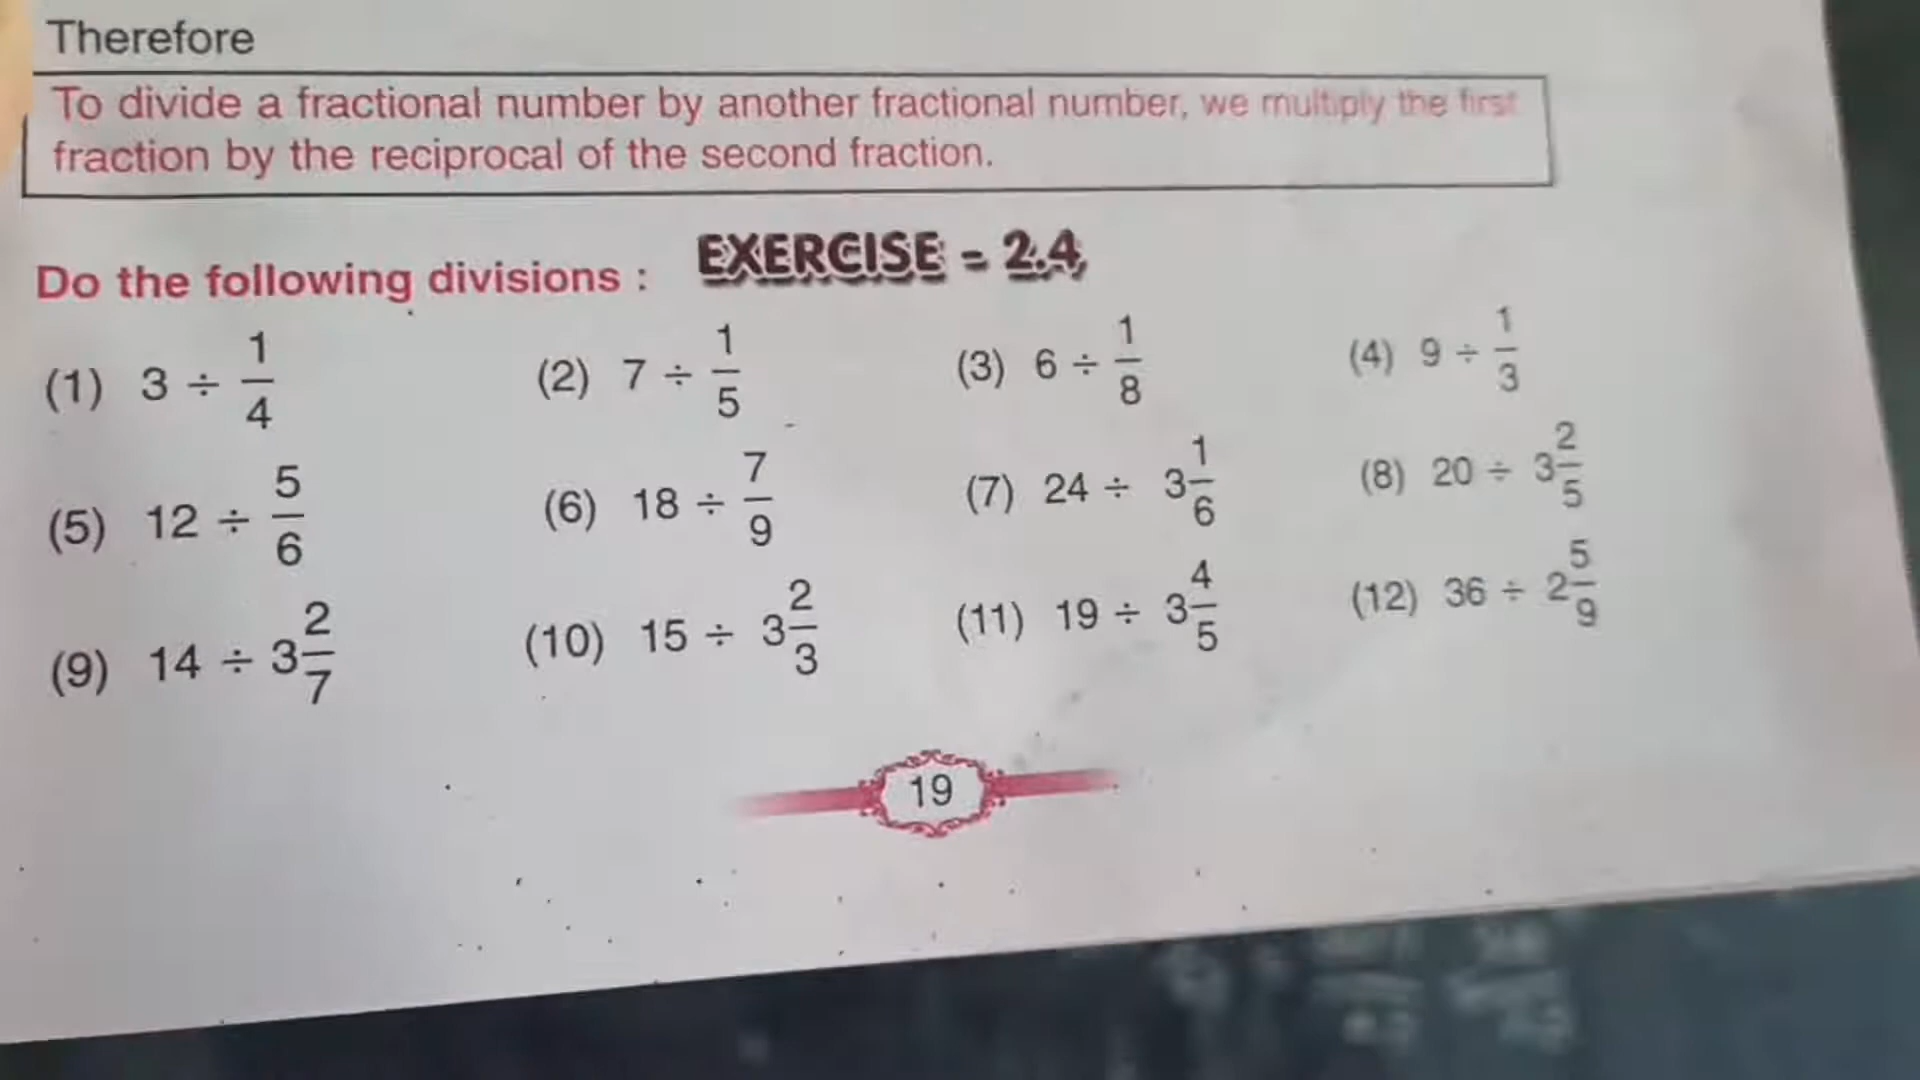 Therefore
To divide a fractional number by another fractional number, we multiply the first
fraction by the reciprocal of the second fraction.
EXERCISE - 2.4
Do the following divisions :
(1) 3 ÷ 1/4 (2) 7 ÷ 1/5 (3) 6 ÷ 1/8 (4) 9 ÷ 1/3
(5) 12 ÷ 5/6 (6) 18 ÷ 7/9 (7) 24 ÷ 3 1/6 (8) 20 ÷ 3 2/5
(9) 14 ÷ 3 2/7 (10) 15 ÷ 3 2/3 (11) 19 ÷ 3 4/5 (12) 36 ÷ 2 5/9
19